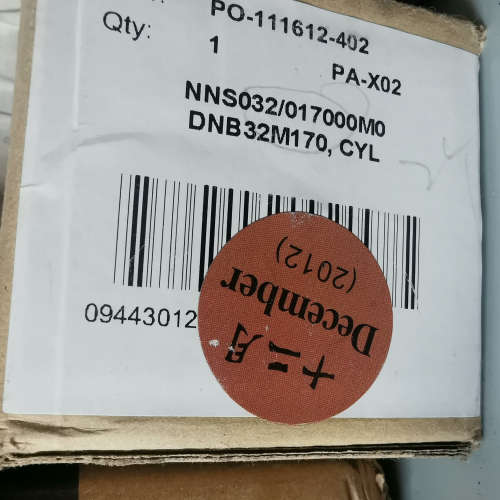 PO-111612-402
Qty:
1
PA-X02
NNS032/017000M0
DNB32M170, CYL
09443012
十二月
December
(2012)